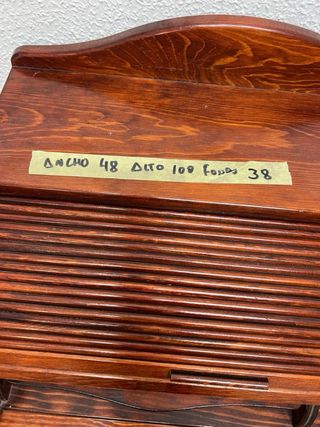 ANCHO 48 ALTO 108 FONDO 38